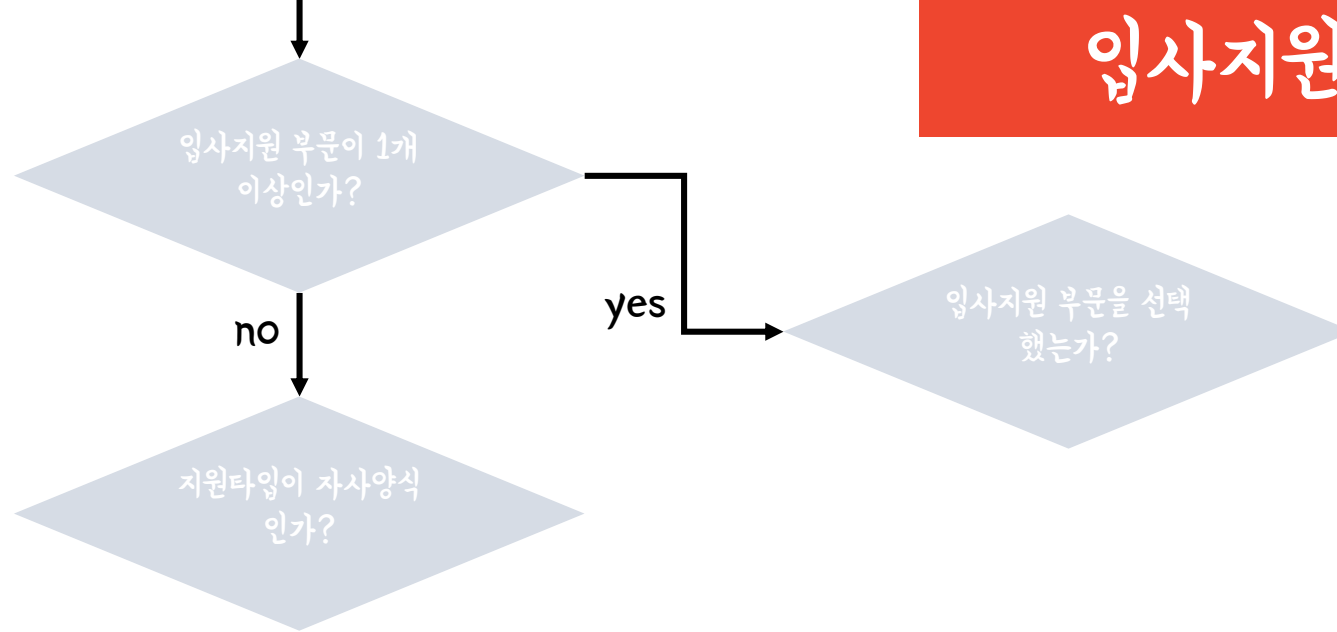 입사지원
입사지원 부문이 1개
이상인가?
yes
입사지원 부문을 선택
했는가?
no
지원타입이 자사양식
인가?